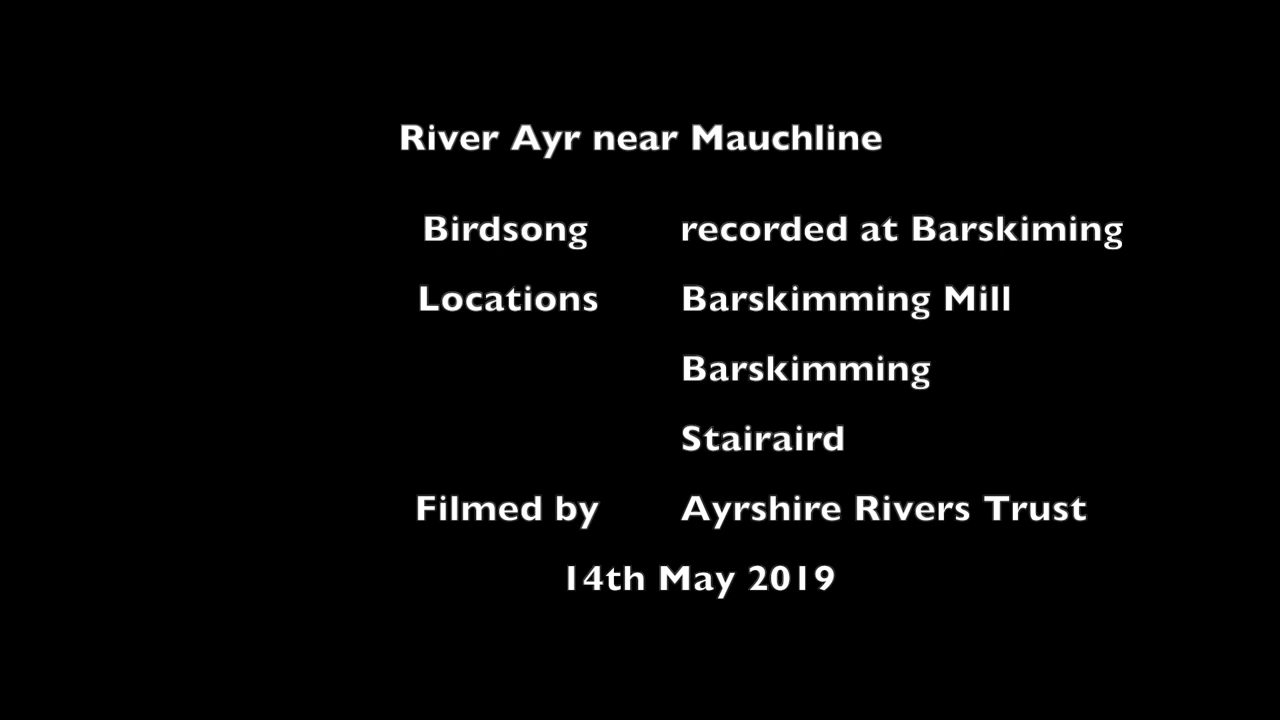 River Ayr near Mauchline
Birdsong recorded at Barskiming
Locations Barskimming Mill
Barskimming
Stairaird
Filmed by Ayrshire Rivers Trust
14th May 2019